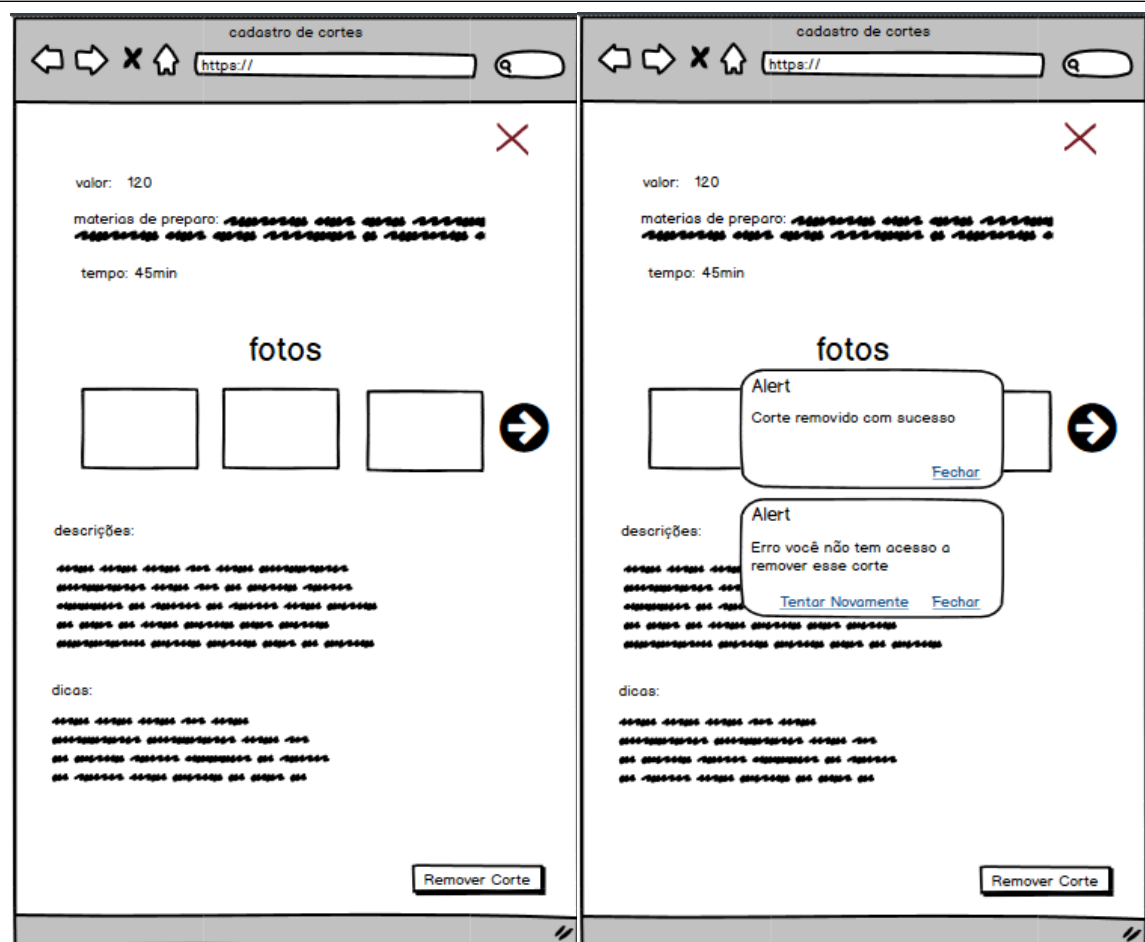 cadastro de cortes
https://
valor: 120
materias de preparo:
tempo: 45min
fotos
descrições:
dicas:
Remover Corte
cadastro de cortes
https://
valor: 120
materias de preparo:
tempo: 45min
fotos
Alert
Corte removido com sucesso
Fechar
Alert
Erro você não tem acesso a
remover esse corte
Tentar Novamente Fechar
descrições:
dicas:
Remover Corte